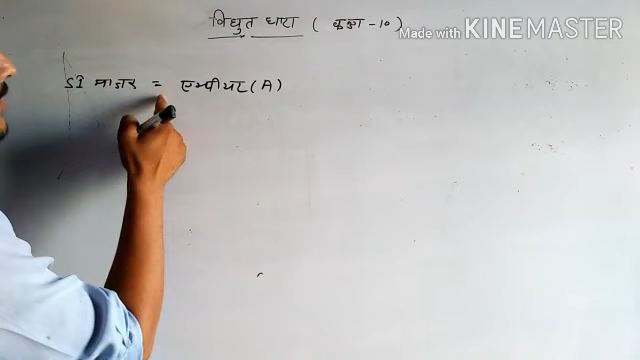 विधुत धारा ( कक्षा - 10 )
Made with KINEMASTER
SI मात्रक = एम्पीयर (A)